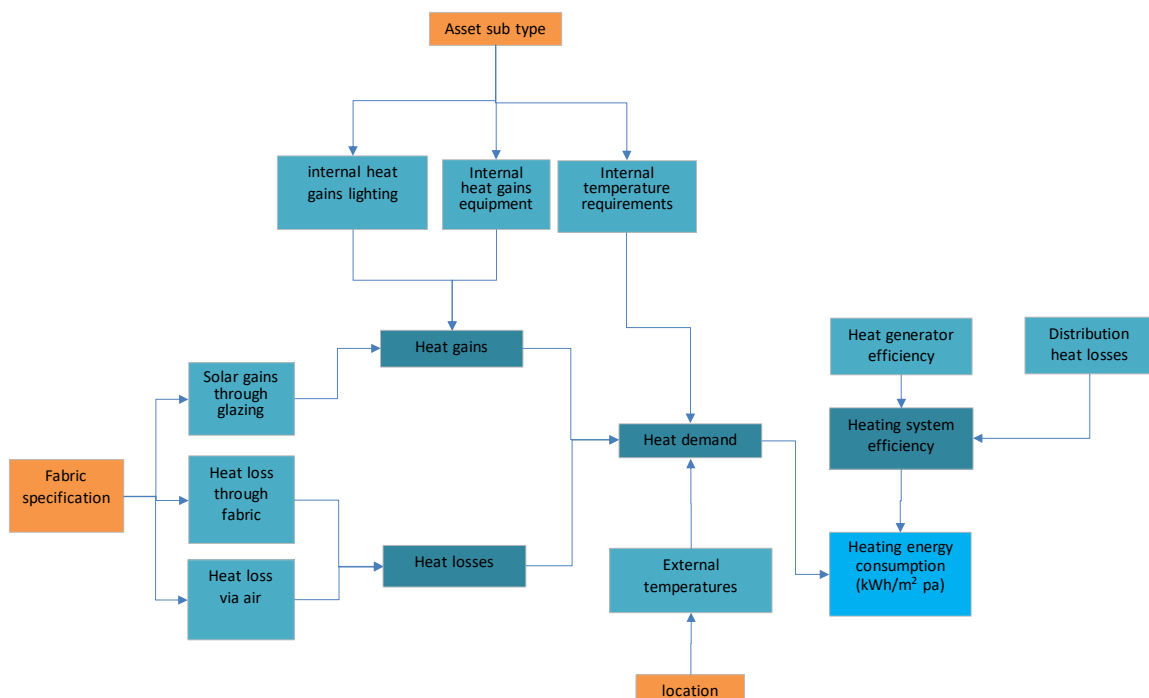 Asset sub type
internal heat
gains lighting
Internal
heat gains
equipment
Internal
temperature
requirements
Heat gains
Heat generator
efficiency
Distribution
heat losses
Solar gains
through
glazing
Heat demand
Heating system
efficiency
Fabric
specification
Heat loss
through
fabric
Heat losses
External
temperatures
Heating energy
consumption
(kWh/m² pa)
Heat loss
via air
location